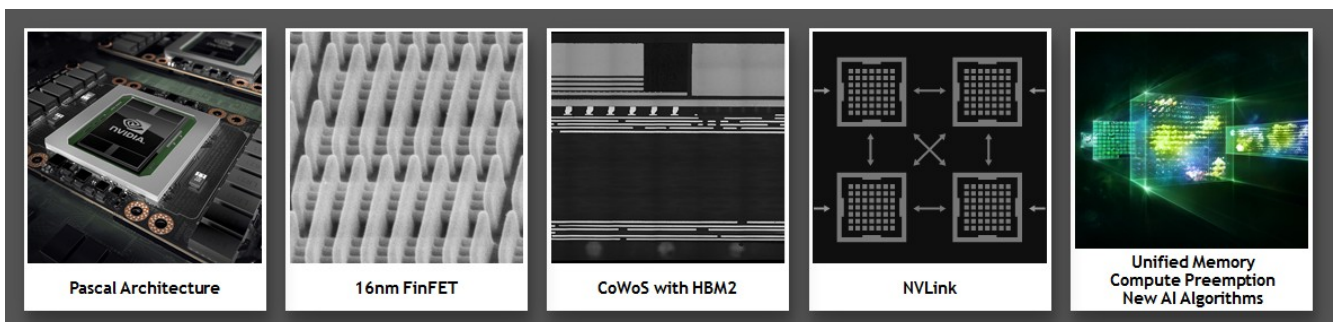 NVIDIA
Pascal Architecture
16nm FinFET
CoWoS with HBM2
NVLink
Unified Memory
Compute Preemption
New AI Algorithms